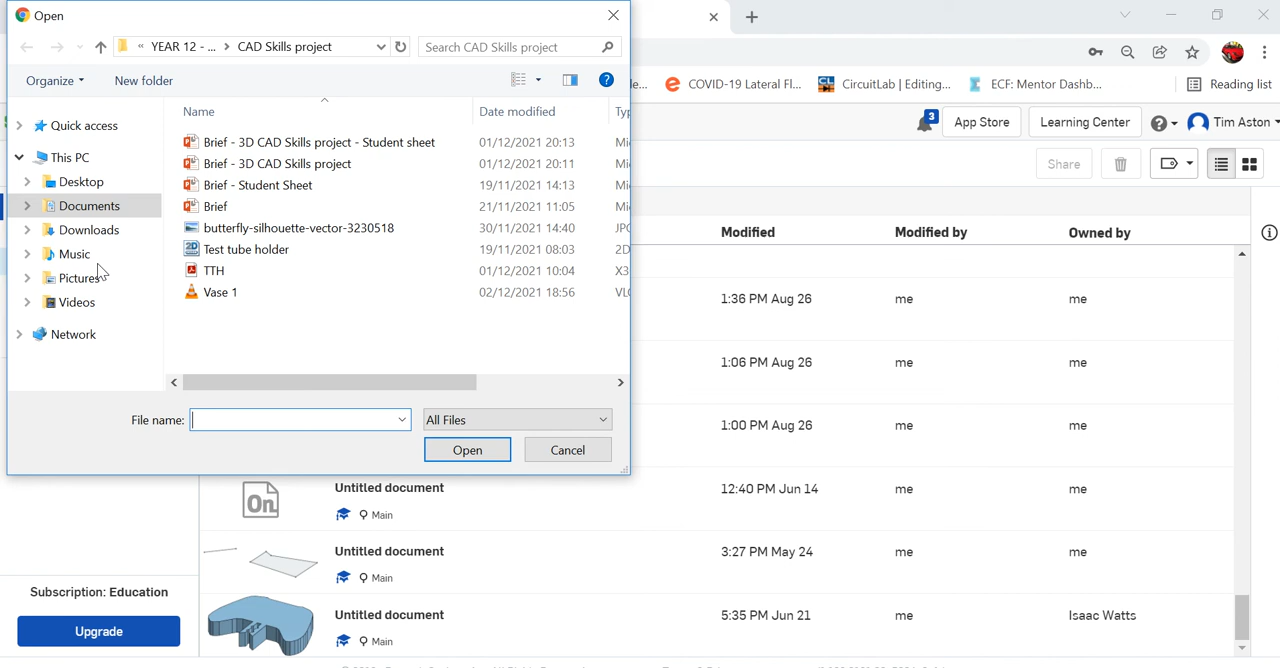 Open
« YEAR 12 - ... > CAD Skills project
Search CAD Skills project
Organize
New folder
Name
Date modified
Brief - 3D CAD Skills project - Student sheet 01/12/2021 20:13
Brief - 3D CAD Skills project 01/12/2021 20:11
Brief - Student Sheet 19/11/2021 14:13
Brief 21/11/2021 11:05
butterfly-silhouette-vector-3230518 30/11/2021 14:40
Test tube holder 19/11/2021 08:03 2D
TTH 01/12/2021 10:04
Vase 1 02/12/2021 18:56
Quick access
This PC
Desktop
Documents
Downloads
Music
Pictures
Videos
Network
File name:
All Files
Open
Cancel
COVID-19 Lateral Fl...
CL CircuitLab | Editing...
ECF: Mentor Dashb...
Reading list
3
App Store
Learning Center
Tim Aston
Share
Modified
Modified by
Owned by
1:36 PM Aug 26 me me
1:06 PM Aug 26 me me
1:00 PM Aug 26 me me
On Untitled document 12:40 PM Jun 14 me me
Main
Untitled document 3:27 PM May 24 me me
Main
Untitled document 5:35 PM Jun 21 me Isaac Watts
Main
Subscription: Education
Upgrade